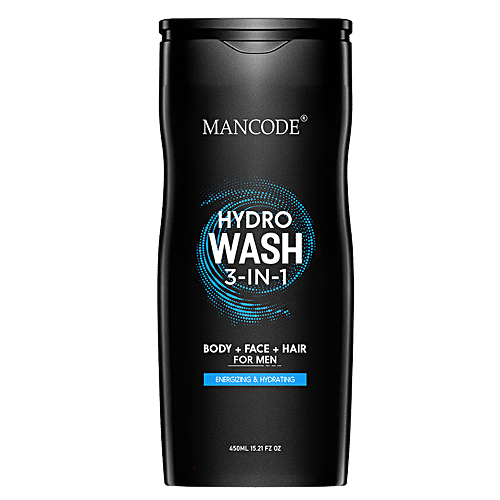 MANCODE®
HYDRO
WASH
3-IN-1
BODY + FACE + HAIR
FOR MEN
ENERGIZING & HYDRATING
450ML 15.21 FZ OZ